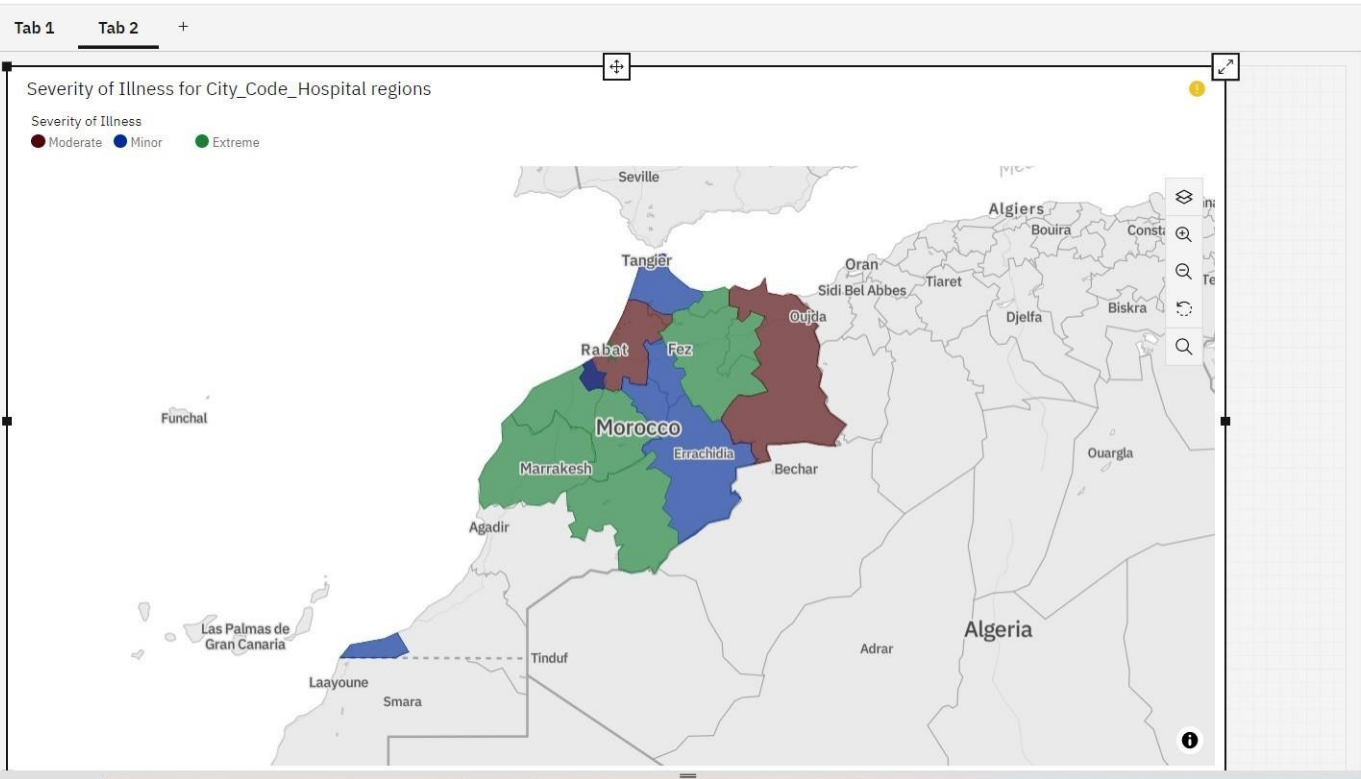 Tab 1
Tab 2
+
Severity of Illness for City_Code_Hospital regions
Severity of Illness
Moderate
Minor
Extreme
Seville
Algiers
Bouira
Tangier
Oran
Sidi Bel Abbes
Tiaret
Oujda
Djelfa
Biskra
Rabat
Fez
Funchal
Morocco
Errachidia
Marrakesh
Bechar
Ouargla
Agadir
Las Palmas de
Gran Canaria
Algeria
Adrar
Tinduf
Laayoune
Smara